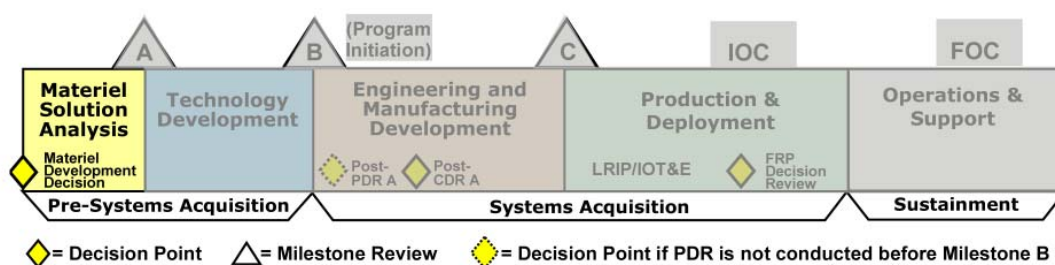 A
B
(Program
Initiation)
C
IOC
FOC
Materiel
Solution
Analysis
Technology
Development
Engineering and
Manufacturing
Development
Production &
Deployment
Operations &
Support
Materiel
Development
Decision
Post-
PDR A
Post-
CDR A
LRIP/IOT&E
FRP
Decision
Review
Pre-Systems Acquisition
Systems Acquisition
Sustainment
= Decision Point
= Milestone Review
= Decision Point if PDR is not conducted before Milestone B